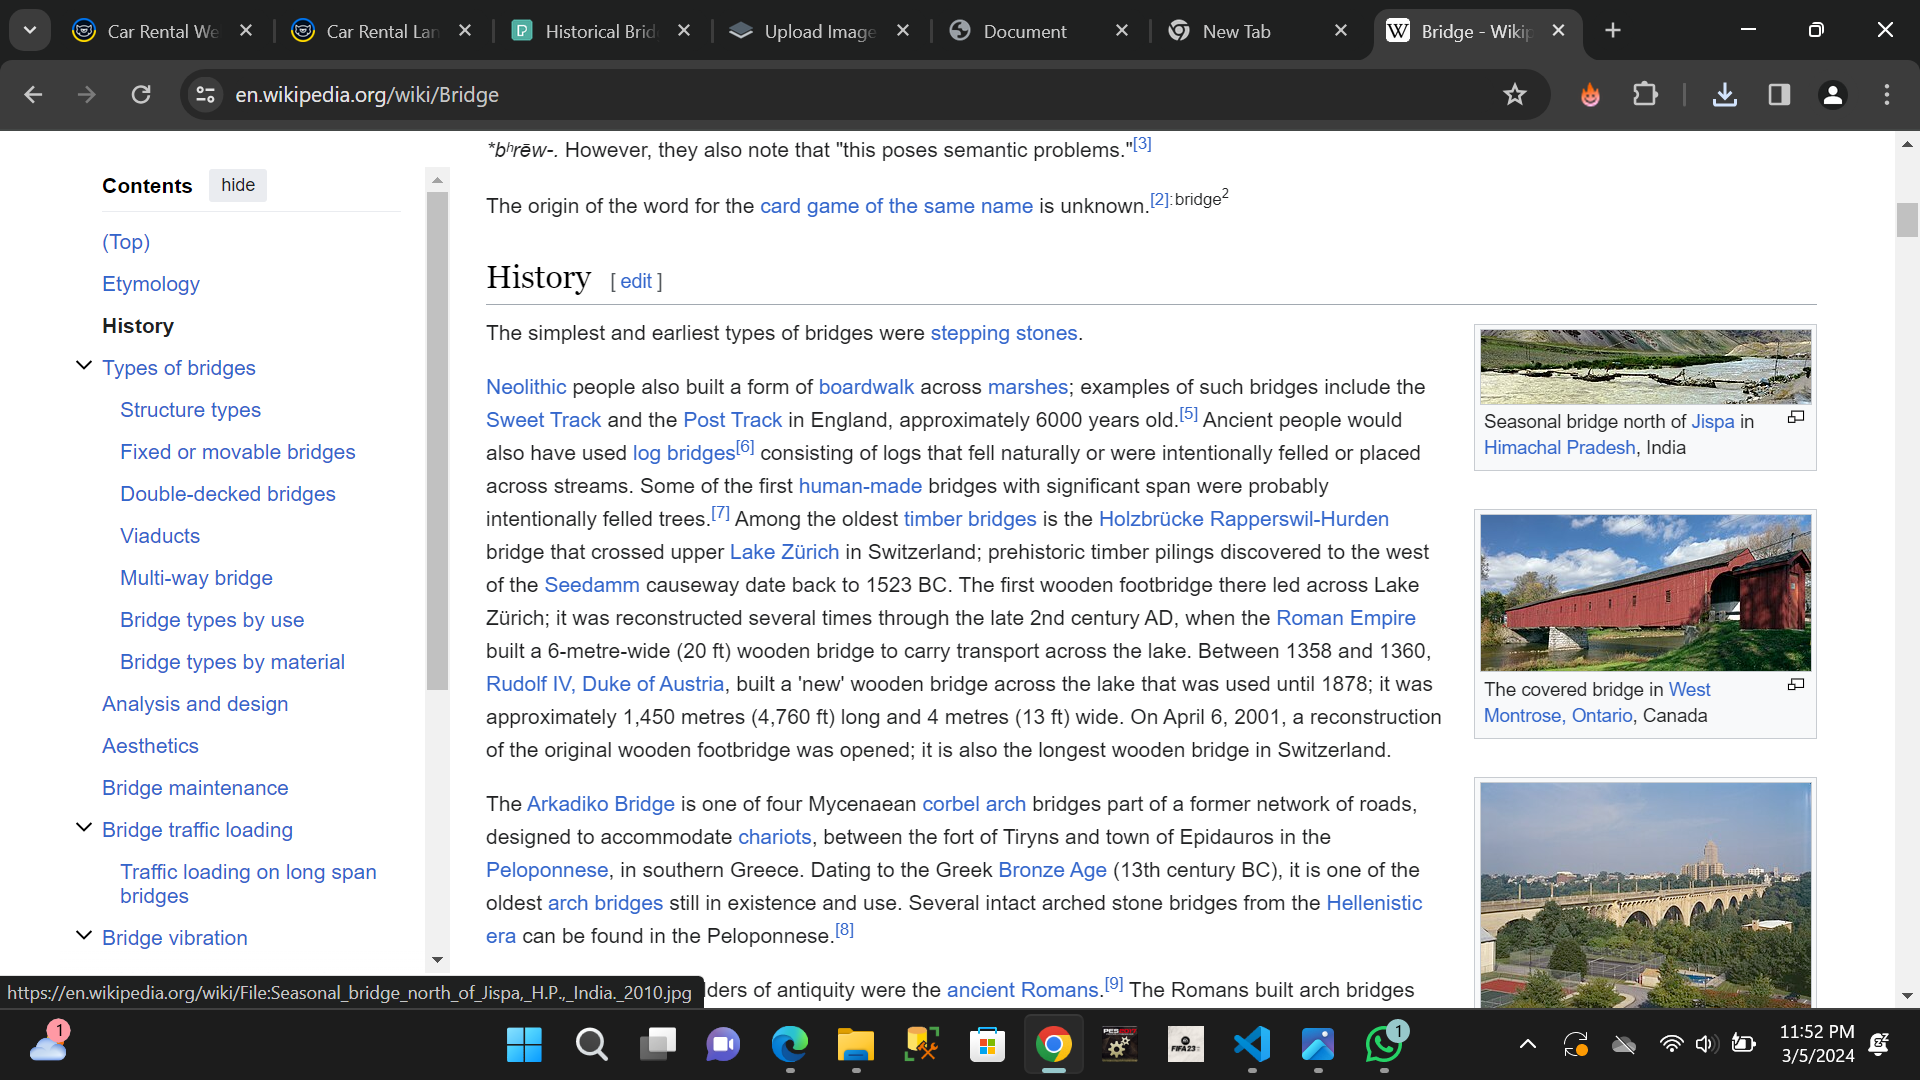 Car Rental We
Car Rental Lan
Historical Brid
Upload Image
Document
New Tab
Bridge - Wikip
en.wikipedia.org/wiki/Bridge
Contents hide
(Top)
Etymology
History
Types of bridges
Structure types
Fixed or movable bridges
Double-decked bridges
Viaducts
Multi-way bridge
Bridge types by use
Bridge types by material
Analysis and design
Aesthetics
Bridge maintenance
Bridge traffic loading
Traffic loading on long span
bridges
Bridge vibration
*bʰrēw-. However, they also note that "this poses semantic problems."[3]
The origin of the word for the card game of the same name is unknown.[2]:bridge2
History [ edit ]
The simplest and earliest types of bridges were stepping stones.
Neolithic people also built a form of boardwalk across marshes; examples of such bridges include the
Sweet Track and the Post Track in England, approximately 6000 years old.[5] Ancient people would
also have used log bridges[6] consisting of logs that fell naturally or were intentionally felled or placed
across streams. Some of the first human-made bridges with significant span were probably
intentionally felled trees.[7] Among the oldest timber bridges is the Holzbrücke Rapperswil-Hurden
bridge that crossed upper Lake Zürich in Switzerland; prehistoric timber pilings discovered to the west
of the Seedamm causeway date back to 1523 BC. The first wooden footbridge there led across Lake
Zürich; it was reconstructed several times through the late 2nd century AD, when the Roman Empire
built a 6-metre-wide (20 ft) wooden bridge to carry transport across the lake. Between 1358 and 1360,
Rudolf IV, Duke of Austria, built a 'new' wooden bridge across the lake that was used until 1878; it was
approximately 1,450 metres (4,760 ft) long and 4 metres (13 ft) wide. On April 6, 2001, a reconstruction
of the original wooden footbridge was opened; it is also the longest wooden bridge in Switzerland.
The Arkadiko Bridge is one of four Mycenaean corbel arch bridges part of a former network of roads,
designed to accommodate chariots, between the fort of Tiryns and town of Epidauros in the
Peloponnese, in southern Greece. Dating to the Greek Bronze Age (13th century BC), it is one of the
oldest arch bridges still in existence and use. Several intact arched stone bridges from the Hellenistic
era can be found in the Peloponnese.[8]
lders of antiquity were the ancient Romans.[9] The Romans built arch bridges
Seasonal bridge north of Jispa in
Himachal Pradesh, India
The covered bridge in West
Montrose, Ontario, Canada
https://en.wikipedia.org/wiki/File:Seasonal_bridge_north_of_Jispa,_H.P.,_India._2010.jpg
1
PES
FIFA 23
1
11:52 PM
3/5/2024